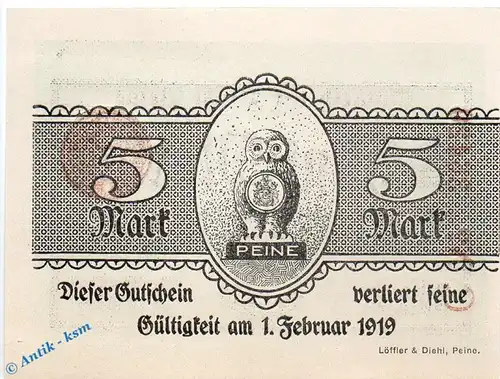 5 5
Mark Mark
PEINE
Dieser Gutschein verliert seine
Gültigkeit am 1. Februar 1919
Löffler & Diehl, Peine.
© Antik - ksm